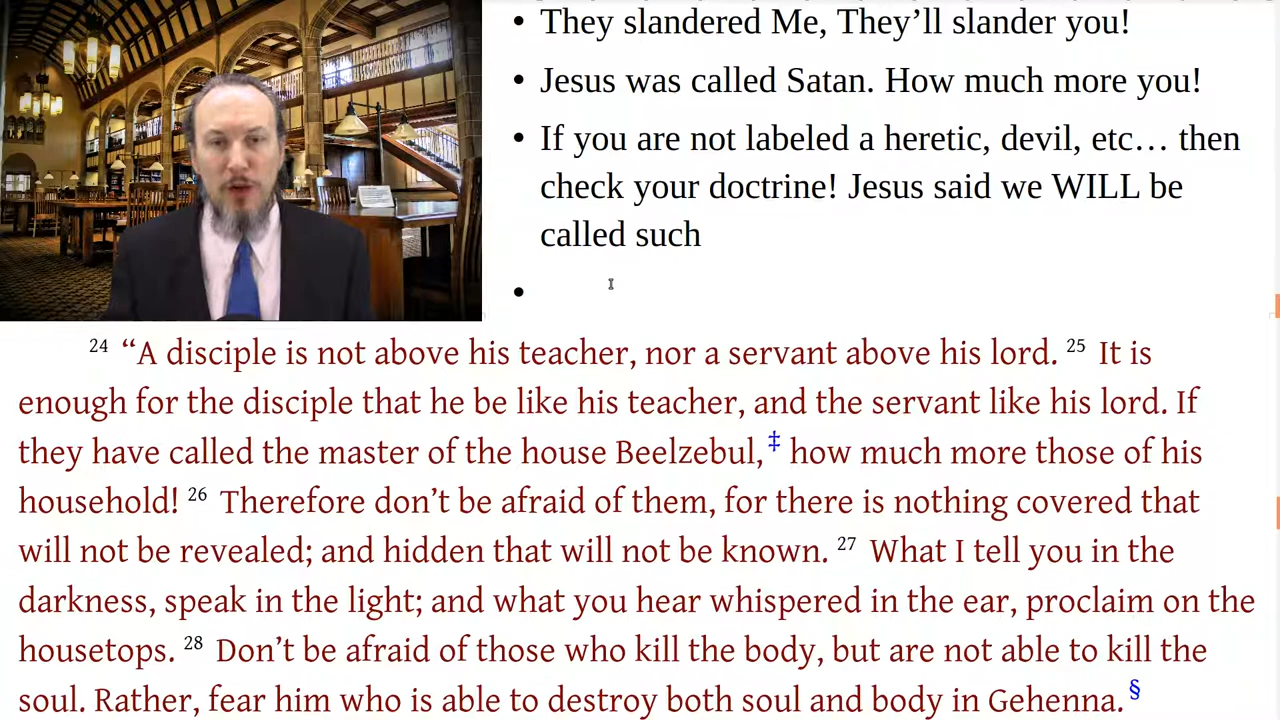 • They slandered Me, They’ll slander you!
• Jesus was called Satan. How much more you!
• If you are not labeled a heretic, devil, etc… then
check your doctrine! Jesus said we WILL be
called such
•
24 “A disciple is not above his teacher, nor a servant above his lord. 25 It is
enough for the disciple that he be like his teacher, and the servant like his lord. If
they have called the master of the house Beelzebul,‡ how much more those of his
household! 26 Therefore don’t be afraid of them, for there is nothing covered that
will not be revealed; and hidden that will not be known. 27 What I tell you in the
darkness, speak in the light; and what you hear whispered in the ear, proclaim on the
housetops. 28 Don’t be afraid of those who kill the body, but are not able to kill the
soul. Rather, fear him who is able to destroy both soul and body in Gehenna.§